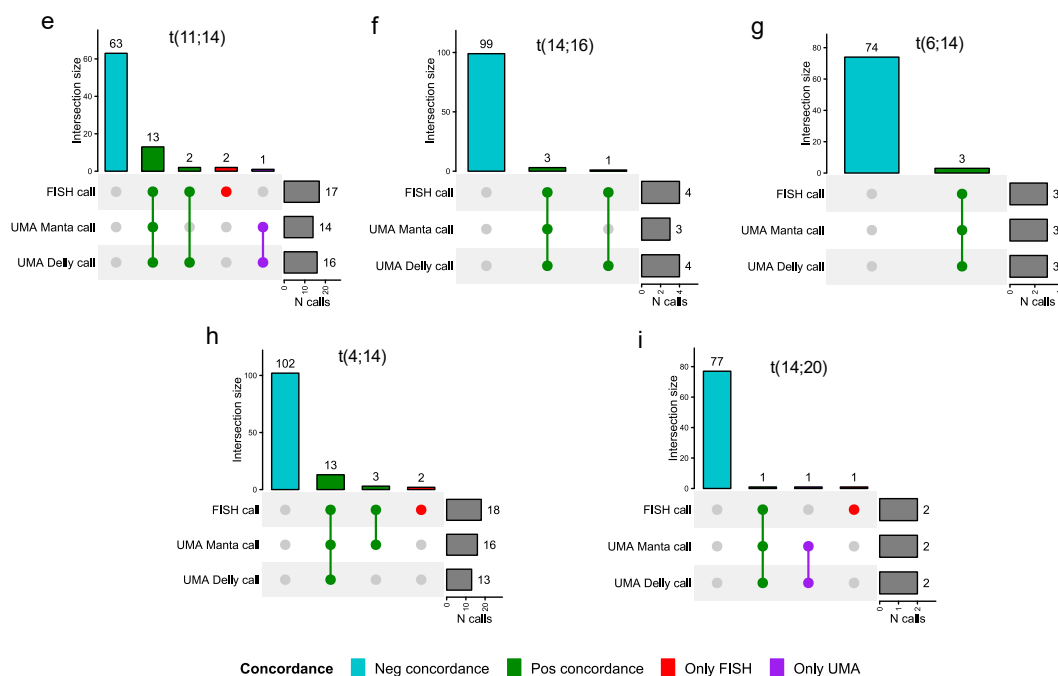 e
t(11;14)
Intersection size
60
40
20
0
63
13
2
2
1
FISH call
UMA Manta call
UMA Delly call
17
14
16
0
10
20
N calls
f
t(14;16)
Intersection size
100
50
0
99
3
1
FISH call
UMA Manta call
UMA Delly call
4
3
4
0
2
4
N calls
g
t(6;14)
Intersection size
80
60
40
20
0
74
3
FISH call
UMA Manta call
UMA Delly call
3
3
3
0
2
N calls
h
t(4;14)
Intersection size
100
50
0
102
13
3
2
FISH call
UMA Manta call
UMA Delly call
18
16
13
0
10
20
N calls
i
t(14;20)
Intersection size
80
60
40
20
0
77
1
1
1
FISH call
UMA Manta call
UMA Delly call
2
2
2
0
1
2
N calls
Concordance Neg concordance Pos concordance Only FISH Only UMA